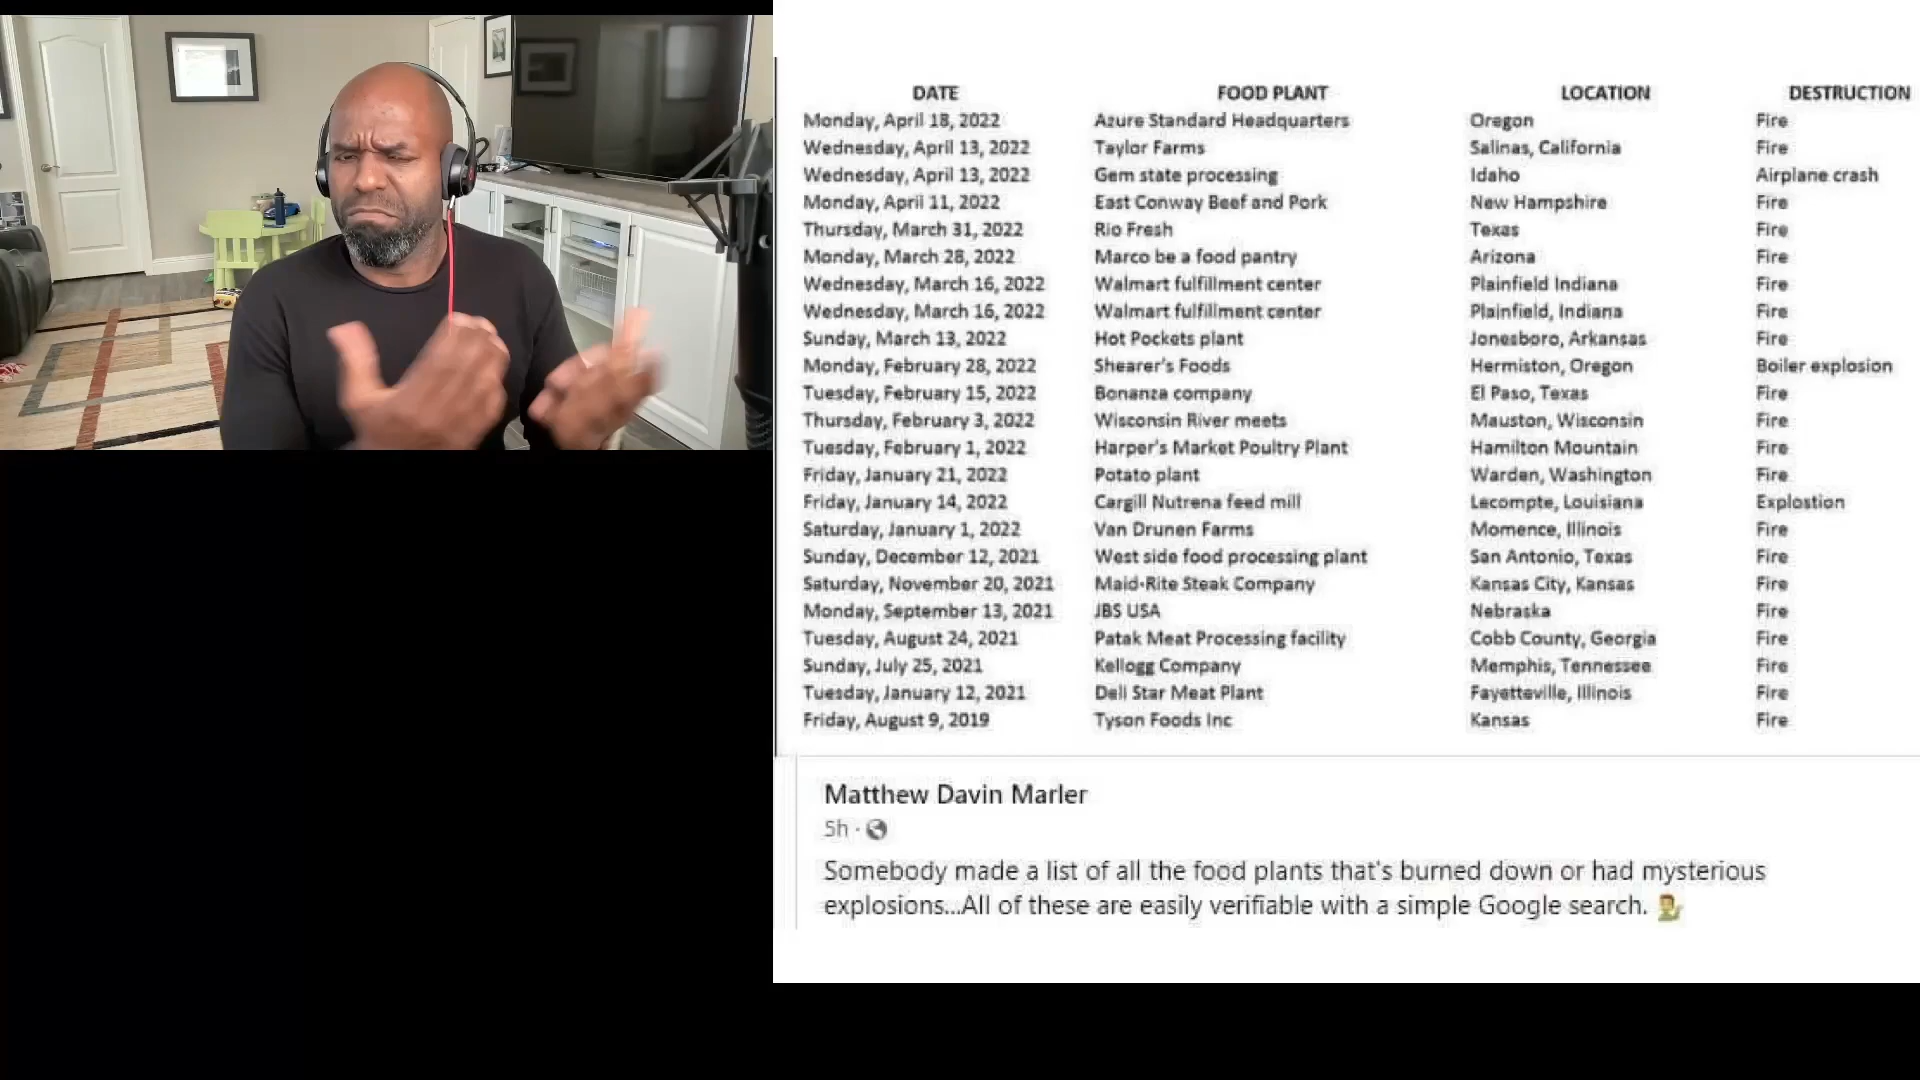 DATE FOOD PLANT LOCATION DESTRUCTION
Monday, April 18, 2022 Azure Standard Headquarters Oregon Fire
Wednesday, April 13, 2022 Taylor Farms Salinas, California Fire
Wednesday, April 13, 2022 Gem state processing Idaho Airplane crash
Monday, April 11, 2022 East Conway Beef and Pork New Hampshire Fire
Thursday, March 31, 2022 Rio Fresh Texas Fire
Monday, March 28, 2022 Marco be a food pantry Arizona Fire
Wednesday, March 16, 2022 Walmart fulfillment center Plainfield Indiana Fire
Wednesday, March 16, 2022 Walmart fulfillment center Plainfield, Indiana Fire
Sunday, March 13, 2022 Hot Pockets plant Jonesboro, Arkansas Fire
Monday, February 28, 2022 Shearer's Foods Hermiston, Oregon Boiler explosion
Tuesday, February 15, 2022 Bonanza company El Paso, Texas Fire
Thursday, February 3, 2022 Wisconsin River meets Mauston, Wisconsin Fire
Tuesday, February 1, 2022 Harper's Market Poultry Plant Hamilton Mountain Fire
Friday, January 21, 2022 Potato plant Warden, Washington Fire
Friday, January 14, 2022 Cargill Nutrena feed mill Lecompte, Louisiana Explostion
Saturday, January 1, 2022 Van Drunen Farms Momence, Illinois Fire
Sunday, December 12, 2021 West side food processing plant San Antonio, Texas Fire
Saturday, November 20, 2021 Maid-Rite Steak Company Kansas City, Kansas Fire
Monday, September 13, 2021 JBS USA Nebraska Fire
Tuesday, August 24, 2021 Patak Meat Processing facility Cobb County, Georgia Fire
Sunday, July 25, 2021 Kellogg Company Memphis, Tennessee Fire
Tuesday, January 12, 2021 Deli Star Meat Plant Fayetteville, Illinois Fire
Friday, August 9, 2019 Tyson Foods Inc Kansas Fire
Matthew Davin Marler
5h ·
Somebody made a list of all the food plants that's burned down or had mysterious
explosions...All of these are easily verifiable with a simple Google search.